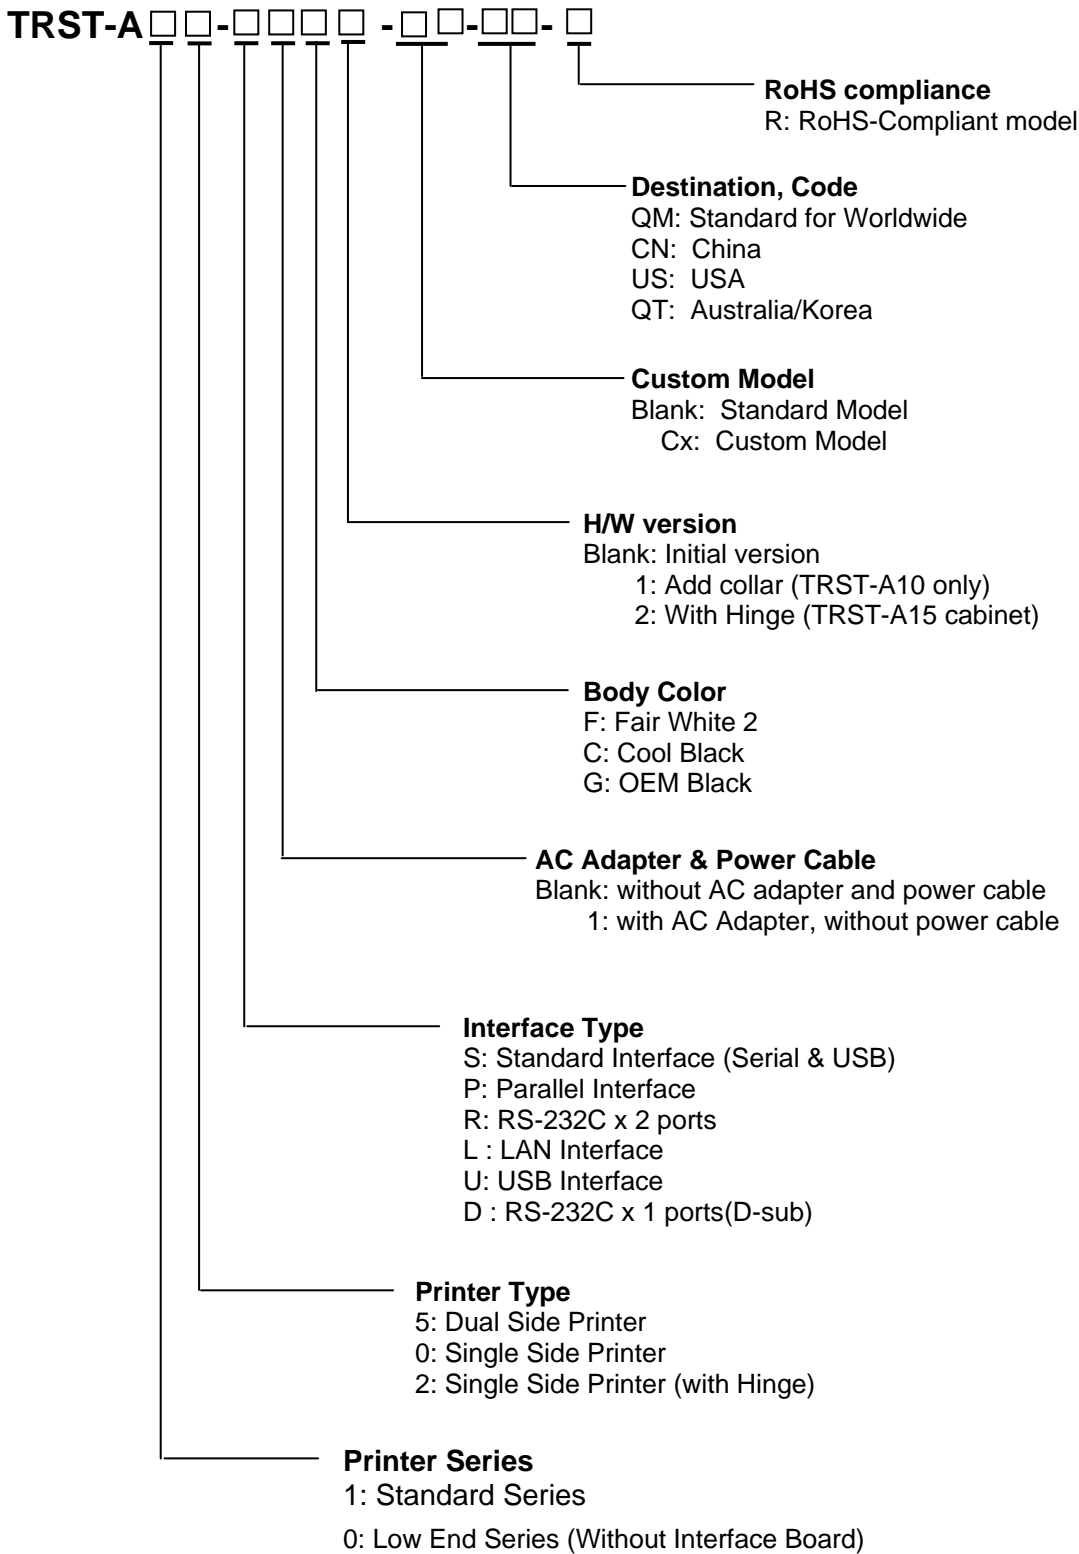 TRST-A□□-□□□□ -□□-□□-□
RoHS compliance
R: RoHS-Compliant model
Destination, Code
QM: Standard for Worldwide
CN: China
US: USA
QT: Australia/Korea
Custom Model
Blank: Standard Model
Cx: Custom Model
H/W version
Blank: Initial version
1: Add collar (TRST-A10 only)
2: With Hinge (TRST-A15 cabinet)
Body Color
F: Fair White 2
C: Cool Black
G: OEM Black
AC Adapter & Power Cable
Blank: without AC adapter and power cable
1: with AC Adapter, without power cable
Interface Type
S: Standard Interface (Serial & USB)
P: Parallel Interface
R: RS-232C x 2 ports
L : LAN Interface
U: USB Interface
D : RS-232C x 1 ports(D-sub)
Printer Type
5: Dual Side Printer
0: Single Side Printer
2: Single Side Printer (with Hinge)
Printer Series
1: Standard Series
0: Low End Series (Without Interface Board)